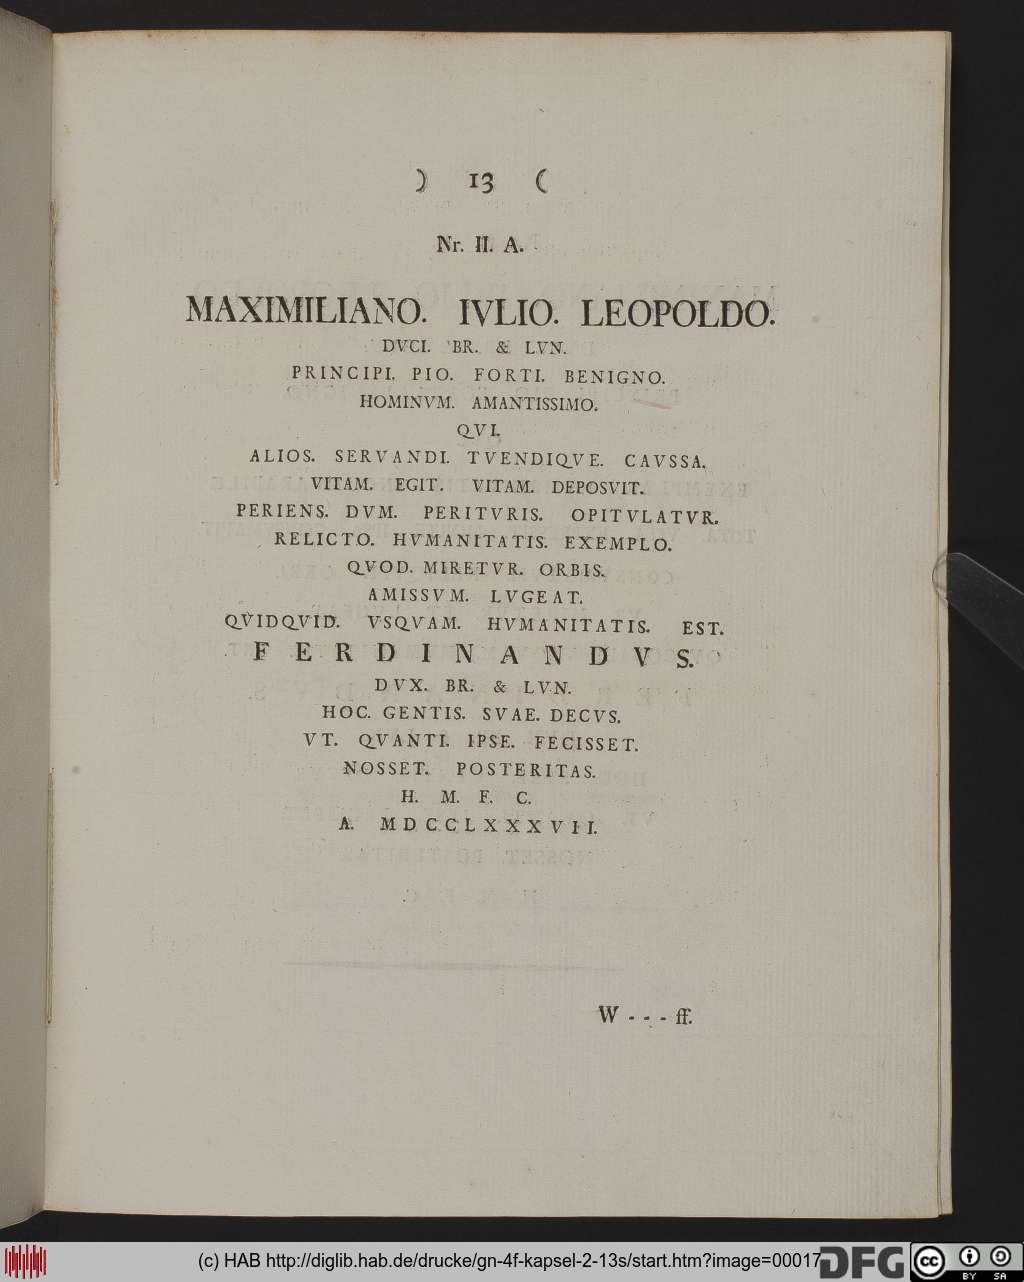 ) 13 (
Nr. II. A.
MAXIMILIANO. IVLIO. LEOPOLDO.
DVCI. BR. & LVN.
PRINCIPI. PIO. FORTI. BENIGNO.
HOMINVM. AMANTISSIMO.
QVI.
ALIOS. SERVANDI. TVENDIQVE. CAVSSA.
VITAM. EGIT. VITAM. DEPOSVIT.
PERIENS. DVM. PERITVRIS. OPITVLATVR.
RELICTO. HVMANITATIS. EXEMPLO.
QVOD. MIRETVR. ORBIS.
AMISSVM. LVGEAT.
QVIDQVID. VSQVAM. HVMANITATIS. EST.
FERDINANDVS.
DVX. BR. & LVN.
HOC. GENTIS. SVAE. DECVS.
VT. QVANTI. IPSE. FECISSET.
NOSSET. POSTERITAS.
H. M. F. C.
A. MDCCLXXXVII.
W - - - ff.
(c) HAB http://diglib.hab.de/drucke/gn-4f-kapsel-2-13s/start.htm?image=00017
DFG
cc BY SA